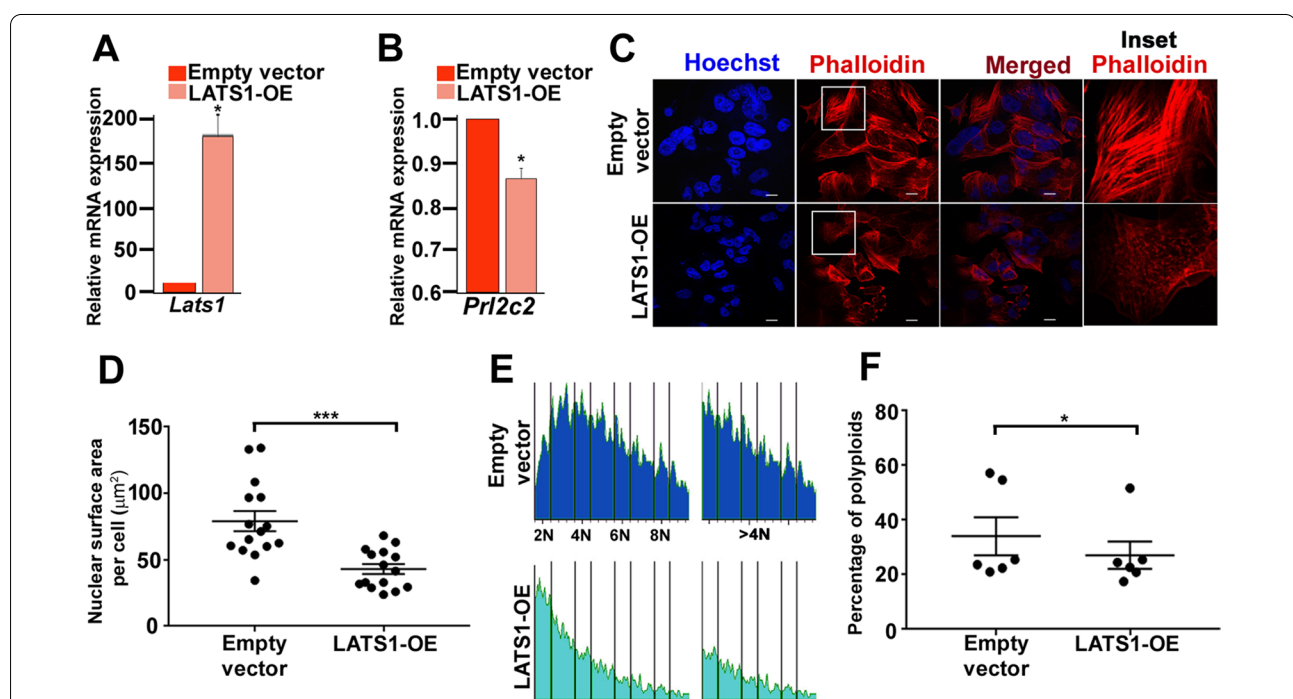 A
Empty vector
LATS1-OE
*
200
150
100
50
0
Relative mRNA expression
Lats1
B
Empty vector
LATS1-OE
*
1.0
0.9
0.8
0.7
0.6
Relative mRNA expression
Prl2c2
C
Hoechst
Phalloidin
Merged
Inset
Phalloidin
Empty
vector
LATS1-OE
D
***
150
100
50
0
Nuclear surface area
per cell (μm²)
Empty
vector
LATS1-OE
E
Empty
vector
2N
4N
6N
8N
>4N
LATS1-OE
F
*
80
60
40
20
0
Percentage of polyploids
Empty
vector
LATS1-OE